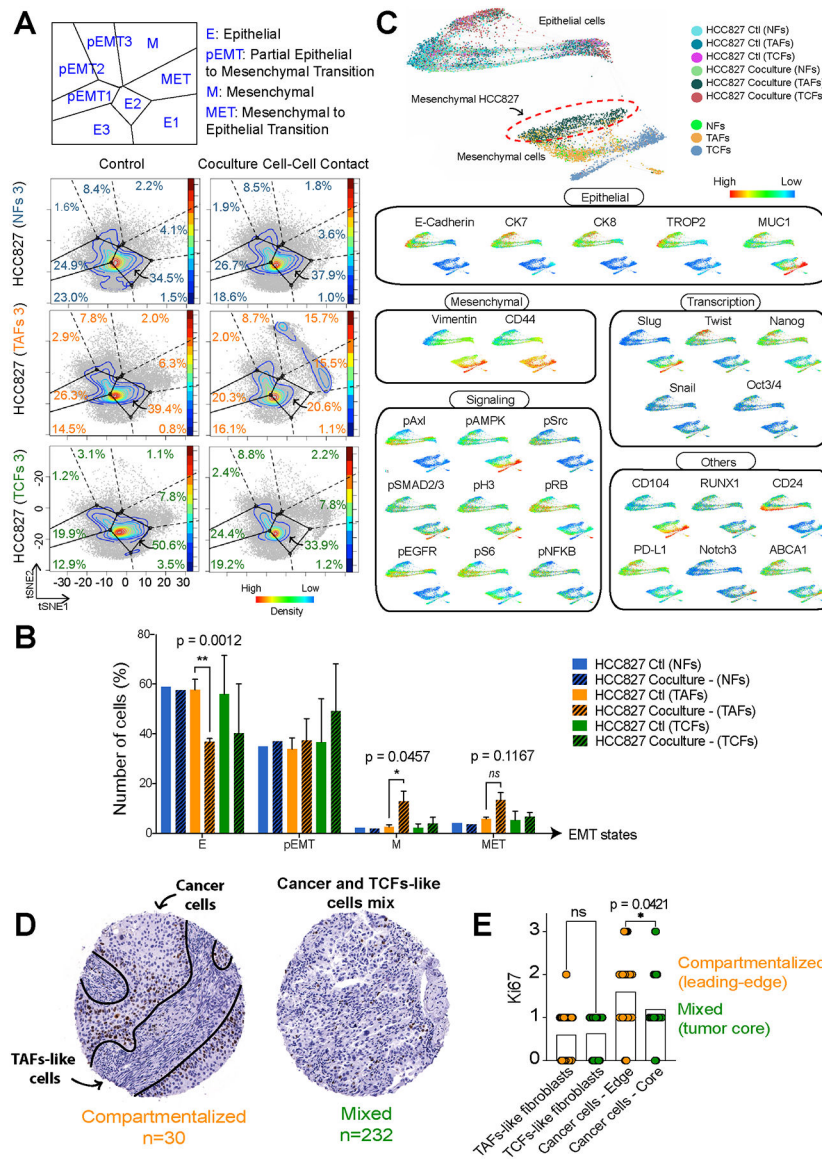 A
pEMT3
M
pEMT2
MET
pEMT1
E2
E3
E1
E: Epithelial
pEMT: Partial Epithelial
to Mesenchymal Transition
M: Mesenchymal
MET: Mesenchymal to
Epithelial Transition
Control
Coculture Cell-Cell Contact
HCC827 (NFs 3)
8.4%
2.2%
1.6%
4.1%
24.9%
34.5%
23.0%
1.5%
8.5%
1.8%
1.9%
3.6%
26.7%
37.9%
18.6%
1.0%
HCC827 (TAFs 3)
7.8%
2.0%
2.9%
6.3%
26.3%
39.4%
14.5%
0.8%
8.7%
15.7%
2.0%
15.5%
20.3%
20.6%
16.1%
1.1%
HCC827 (TCFs 3)
3.1%
1.1%
1.2%
7.8%
19.9%
50.6%
12.9%
3.5%
8.8%
2.2%
2.4%
7.8%
24.4%
33.9%
19.2%
1.2%
20
0
-20
tSNE2
tSNE1
-30 -15 0 15 30
-30 -15 0 15 30
High Low
Density
C
Epithelial cells
Mesenchymal HCC827
Mesenchymal cells
HCC827 Ctl (NFs)
HCC827 Ctl (TAFs)
HCC827 Ctl (TCFs)
HCC827 Coculture (NFs)
HCC827 Coculture (TAFs)
HCC827 Coculture (TCFs)
NFs
TAFs
TCFs
High Low
Epithelial
E-Cadherin CK7 CK8 TROP2 MUC1
Mesenchymal
Vimentin CD44
Transcription
Slug Twist Nanog
Snail Oct3/4
Signaling
pAxl pAMPK pSrc
pSMAD2/3 pH3 pRB
pEGFR pS6 pNFKB
Others
CD104 RUNX1 CD24
PD-L1 Notch3 ABCA1
B
Number of cells (%)
80
60
40
20
0
p = 0.0012
**
p = 0.0457
*
p = 0.1167
ns
E pEMT M MET
EMT states
HCC827 Ctl (NFs)
HCC827 Coculture - (NFs)
HCC827 Ctl (TAFs)
HCC827 Coculture - (TAFs)
HCC827 Ctl (TCFs)
HCC827 Coculture - (TCFs)
D
Cancer
cells
TAFs-like
cells
Compartmentalized
n=30
Cancer and TCFs-like
cells mix
Mixed
n=232
E
Ki67
3
2
1
0
ns
p = 0.0421
*
Compartmentalized
(leading-edge)
Mixed
(tumor core)
TAFs-like fibroblasts
TCFs-like fibroblasts
Cancer cells - Edge
Cancer cells - Core